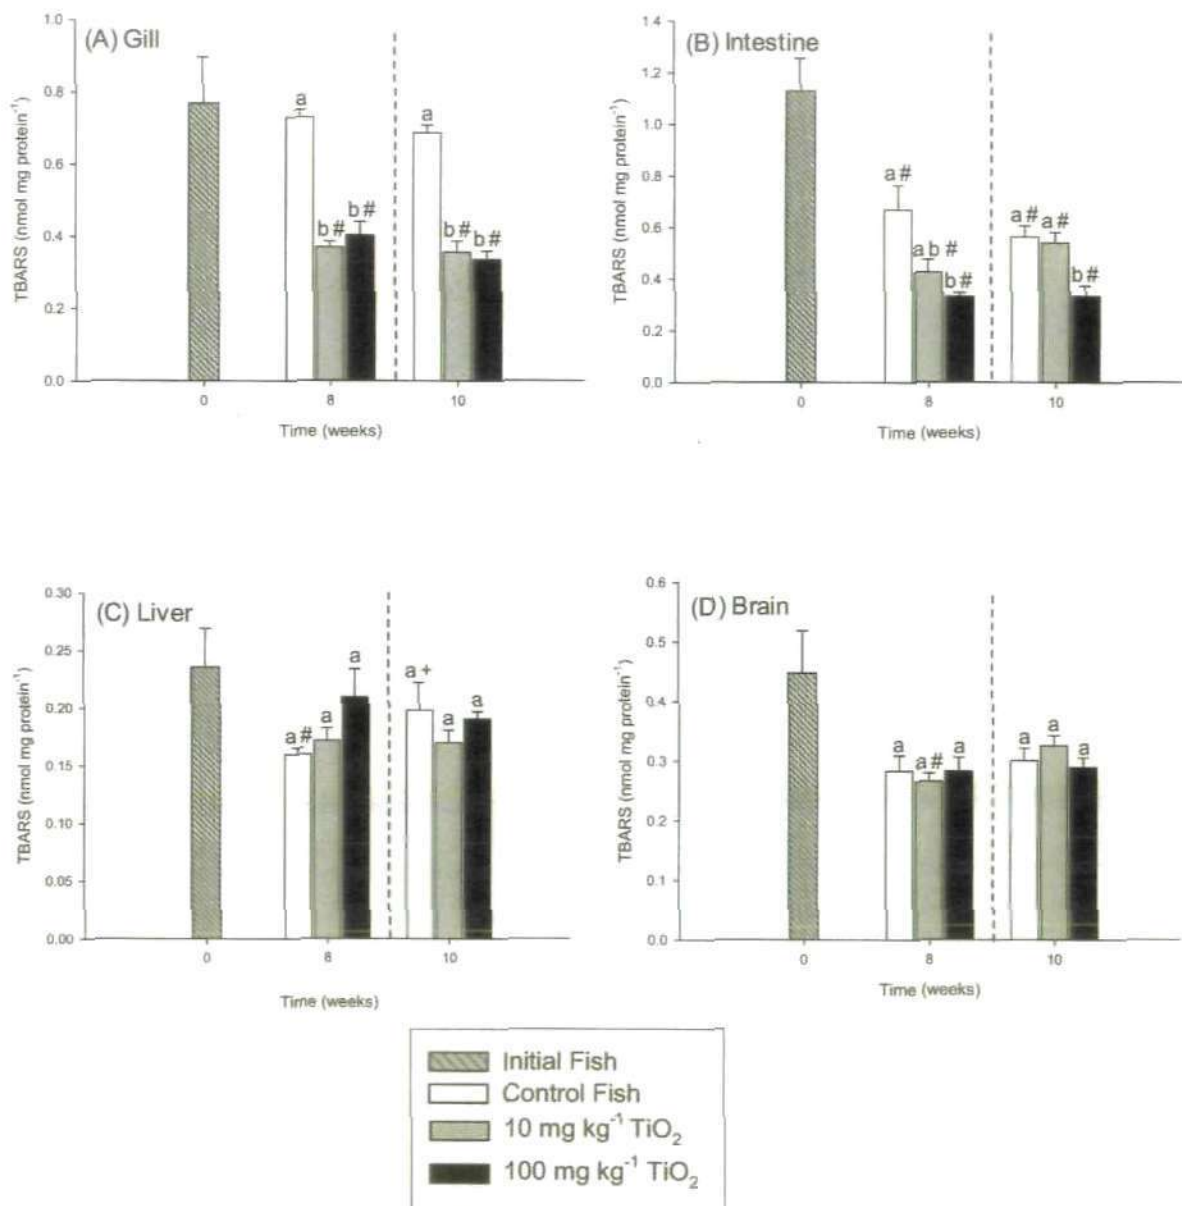 (A) Gill
TBARS (nmol mg protein⁻¹)
1.0
0.8
0.6
0.4
0.2
0.0
a
b #
b #
a
b #
b #
0
8
10
Time (weeks)
(B) Intestine
TBARS (nmol mg protein⁻¹)
1.4
1.2
1.0
0.8
0.6
0.4
0.2
0.0
a #
a b #
b #
a #
a #
b #
0
8
10
Time (weeks)
(C) Liver
TBARS (nmol mg protein⁻¹)
0.30
0.25
0.20
0.15
0.10
0.05
0.00
a #
a
a
a +
a
a
0
8
10
Time (weeks)
(D) Brain
TBARS (nmol mg protein⁻¹)
0.6
0.5
0.4
0.3
0.2
0.1
0.0
a
a #
a
a
a
a
0
8
10
Time (weeks)
Initial Fish
Control Fish
10 mg kg⁻¹ TiO₂
100 mg kg⁻¹ TiO₂